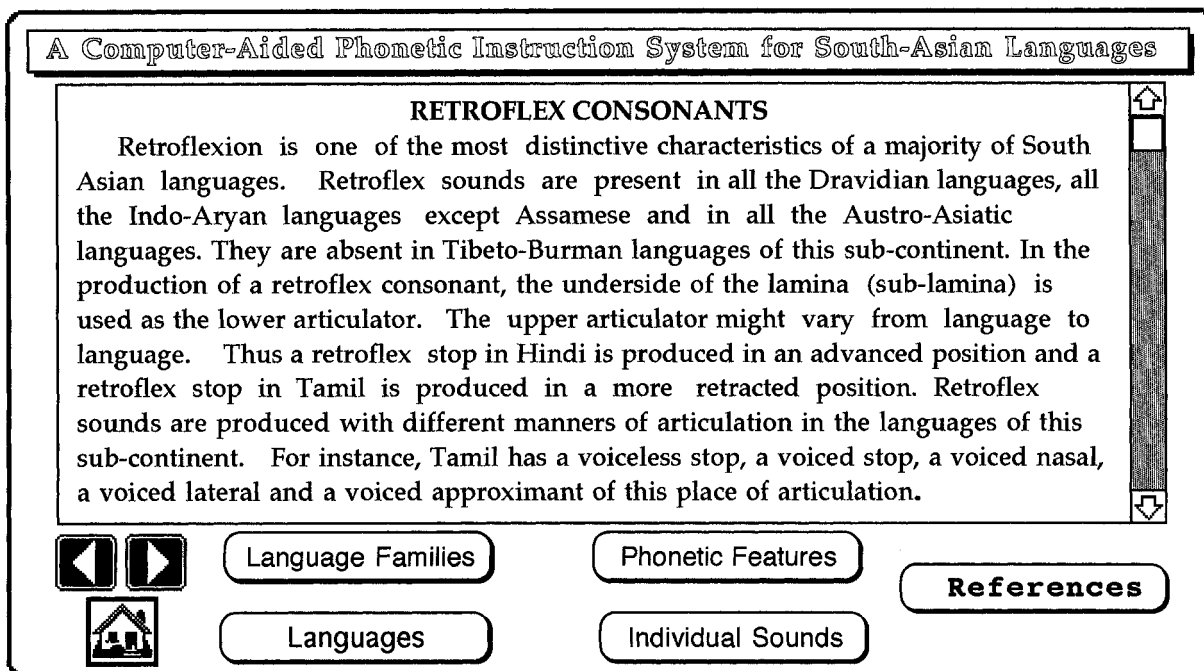 A Computer-Aided Phonetic Instruction System for South-Asian Languages
RETROFLEX CONSONANTS
Retroflexion is one of the most distinctive characteristics of a majority of South
Asian languages. Retroflex sounds are present in all the Dravidian languages, all
the Indo-Aryan languages except Assamese and in all the Austro-Asiatic
languages. They are absent in Tibeto-Burman languages of this sub-continent. In the
production of a retroflex consonant, the underside of the lamina (sub-lamina) is
used as the lower articulator. The upper articulator might vary from language to
language. Thus a retroflex stop in Hindi is produced in an advanced position and a
retroflex stop in Tamil is produced in a more retracted position. Retroflex
sounds are produced with different manners of articulation in the languages of this
sub-continent. For instance, Tamil has a voiceless stop, a voiced stop, a voiced nasal,
a voiced lateral and a voiced approximant of this place of articulation.
Language Families
Phonetic Features
References
Languages
Individual Sounds